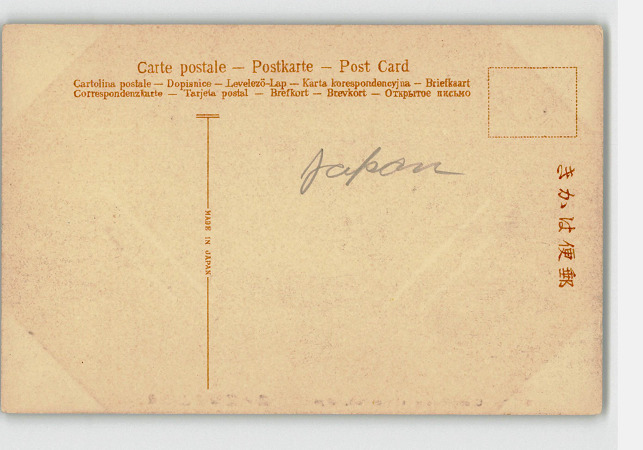 Carte postale — Postkarte — Post Card
Cartolina postale — Dopisnice — Levelező-Lap — Karta korespondencyjna — Briefkaart
Correspondenzkarte — Tarjeta postal — Brefkort — Brevkort — Открытое письмо
Japan
MADE IN JAPAN
きかは便郵